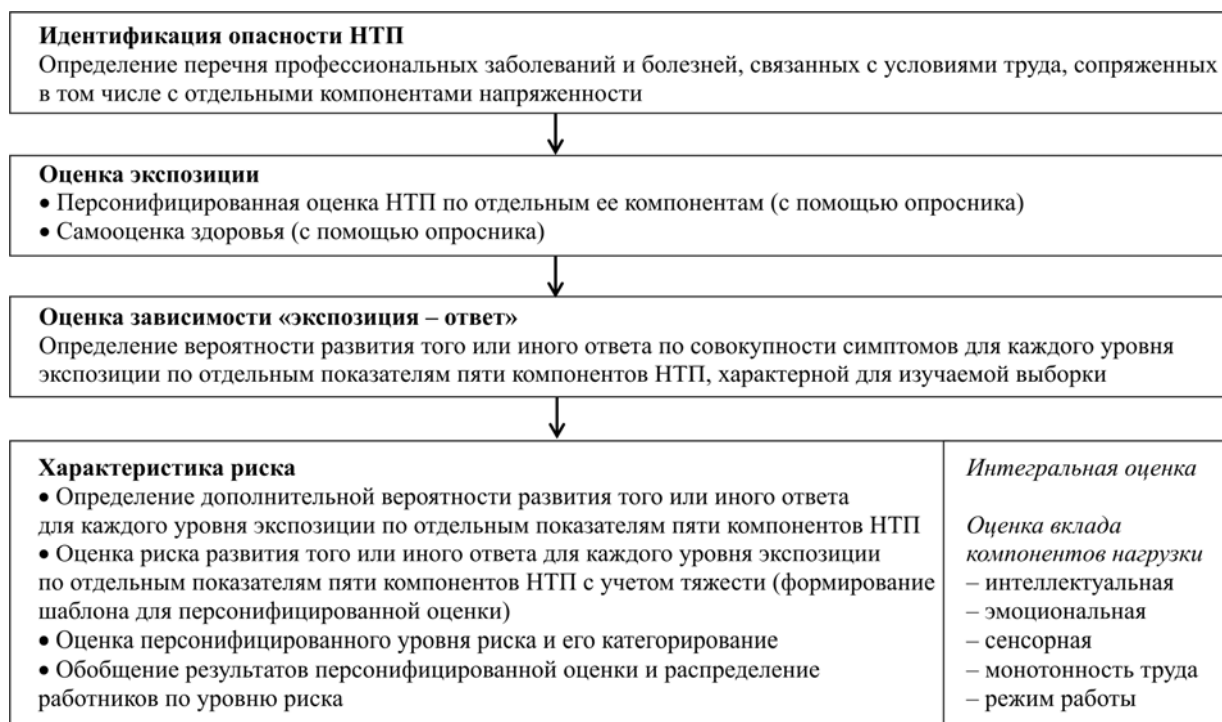 Идентификация опасности НТП
Определение перечня профессиональных заболеваний и болезней, связанных с условиями труда, сопряженных
в том числе с отдельными компонентами напряженности
Оценка экспозиции
• Персонифицированная оценка НТП по отдельным ее компонентам (с помощью опросника)
• Самооценка здоровья (с помощью опросника)
Оценка зависимости «экспозиция – ответ»
Определение вероятности развития того или иного ответа по совокупности симптомов для каждого уровня
экспозиции по отдельным показателям пяти компонентов НТП, характерной для изучаемой выборки
Характеристика риска
• Определение дополнительной вероятности развития того или иного ответа
для каждого уровня экспозиции по отдельным показателям пяти компонентов НТП
• Оценка риска развития того или иного ответа для каждого уровня экспозиции
по отдельным показателям пяти компонентов НТП с учетом тяжести (формирование
шаблона для персонифицированной оценки)
• Оценка персонифицированного уровня риска и его категорирование
• Обобщение результатов персонифицированной оценки и распределение
работников по уровню риска
Интегральная оценка
Оценка вклада
компонентов нагрузки
– интеллектуальная
– эмоциональная
– сенсорная
– монотонность труда
– режим работы